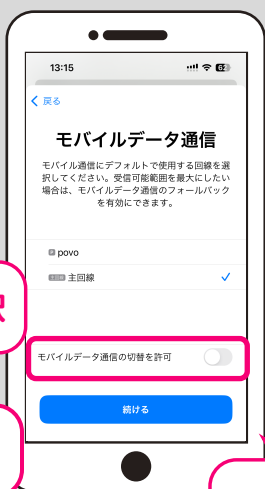 13:15
戻る
モバイルデータ通信
モバイル通信にデフォルトで使用する回線を選
択してください。受信可能範囲を最大にしたい
場合は、モバイルデータ通信のフォールバック
を有効にできます。
povo
主回線
モバイルデータ通信の切替を許可
続ける